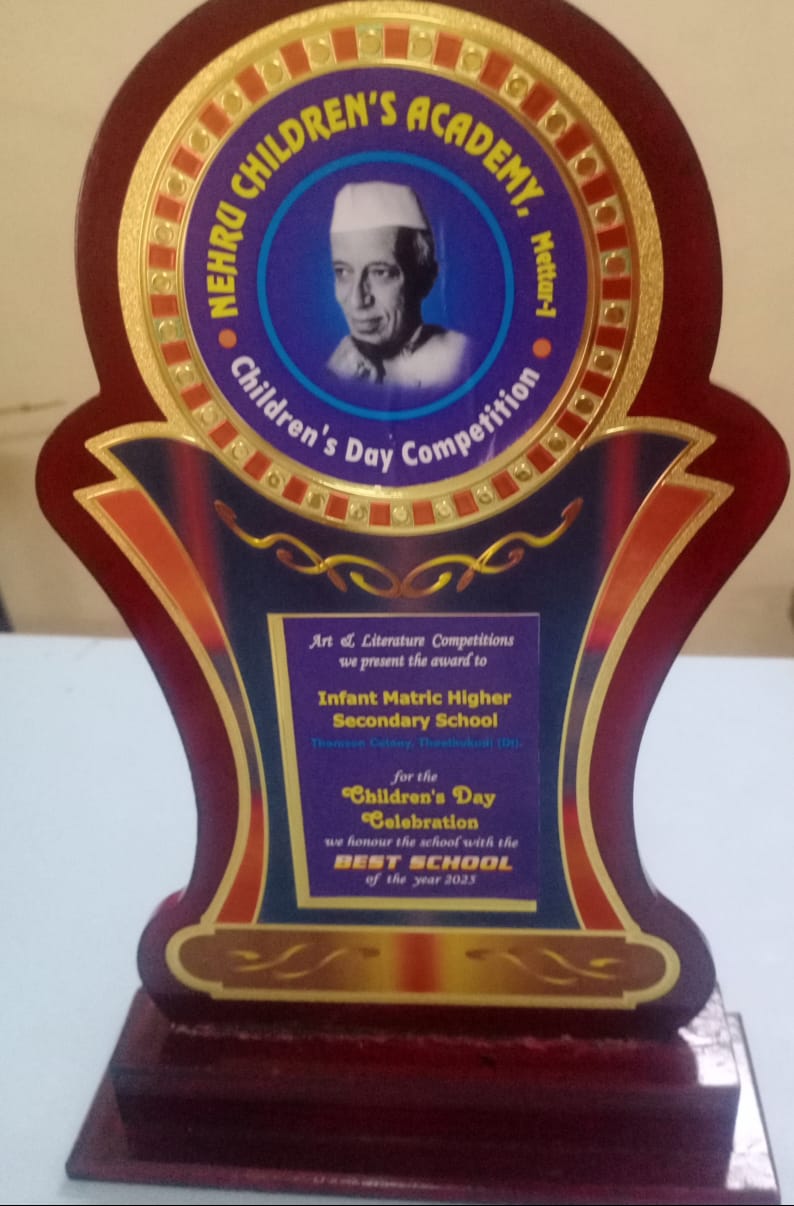 NEHRU CHILDREN'S ACADEMY, Mettur-1
Children's Day Competition
Art & Literature Competitions
we present the award to
Infant Matric Higher
Secondary School
Thomson Colony, Thoothukudi (Dt).
for the
Children's Day
Celebration
we honour the school with the
BEST SCHOOL
of the year 2023